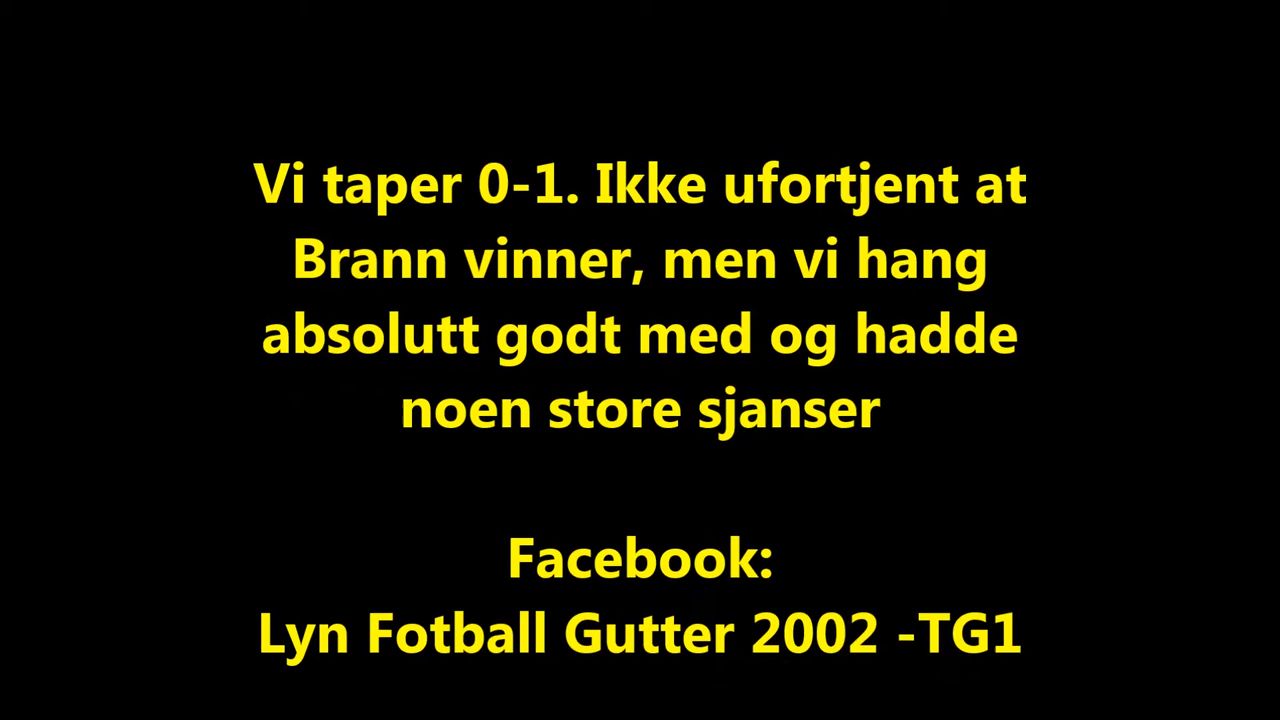 Vi taper 0-1. Ikke ufortjent at
Brann vinner, men vi hang
absolutt godt med og hadde
noen store sjanser
Facebook:
Lyn Fotball Gutter 2002 -TG1